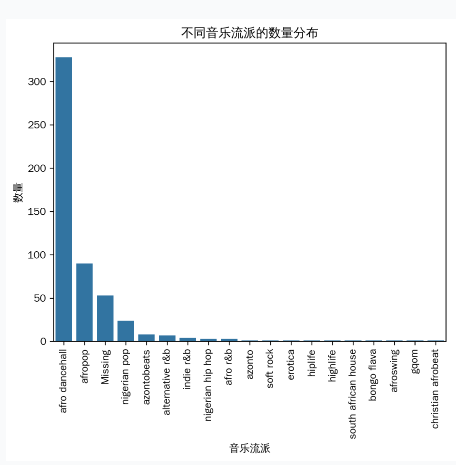 不同音乐流派的数量分布
数量
300
250
200
150
100
50
0
afro dancehall
afropop
Missing
nigerian pop
azontobeats
alternative r&b
indie r&b
nigerian hip hop
afro r&b
azonto
soft rock
erotica
hiplife
highlife
south african house
bongo flava
afroswing
gqom
christian afrobeat
音乐流派